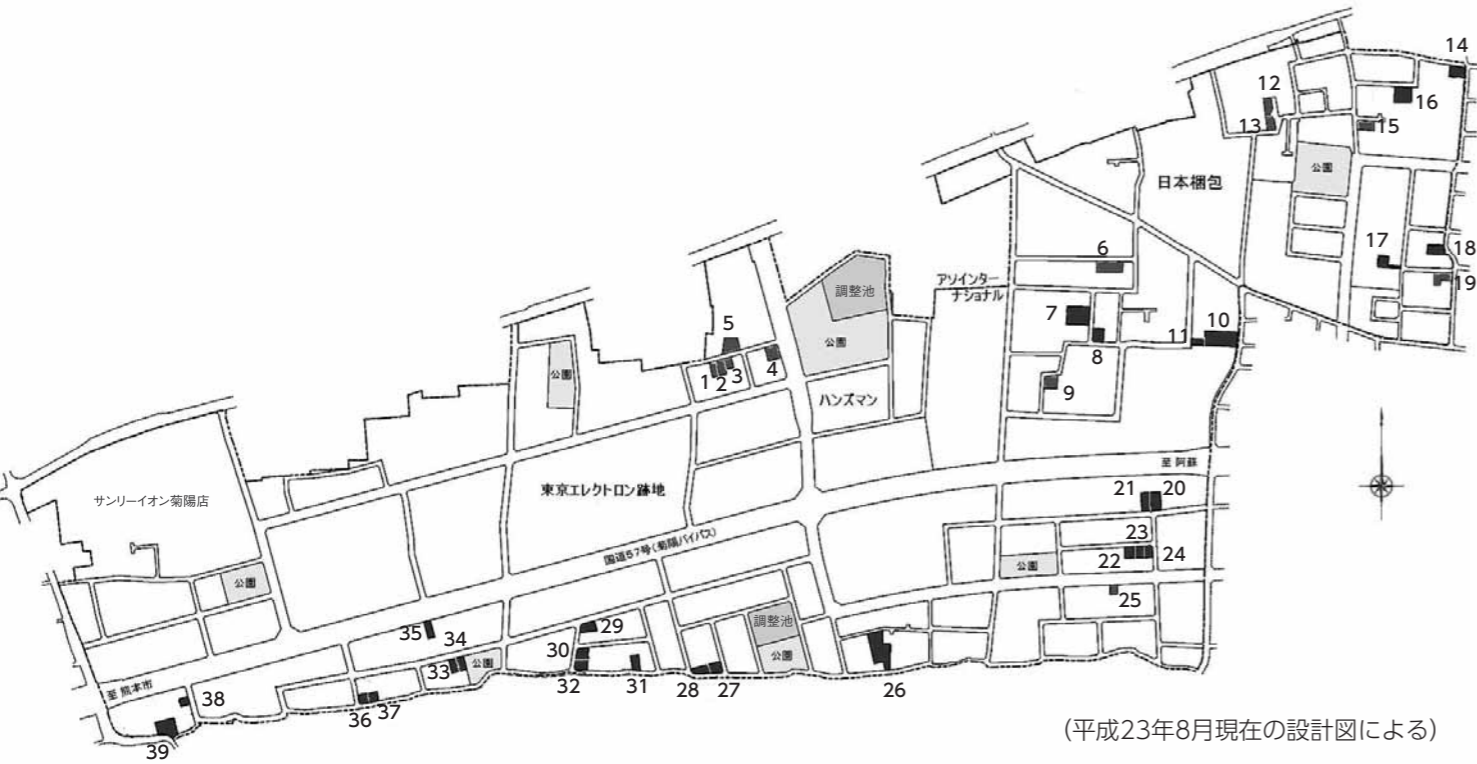 14
12
16
13
15
公園
日本梱包
17
18
6
19
アソインター
ナショナル
調整池
7
11
10
5
公園
8
公園
1
2
3
4
9
ハンズマン
至 阿蘇
サンリーイオン菊陽店
東京エレクトロン跡地
21
20
国道57号(菊陽バイパス)
23
22
24
公園
公園
25
調整池
35
34
29
30
公園
33
公園
32
31
28
27
26
至 熊本市
38
36
37
39
(平成23年8月現在の設計図による)